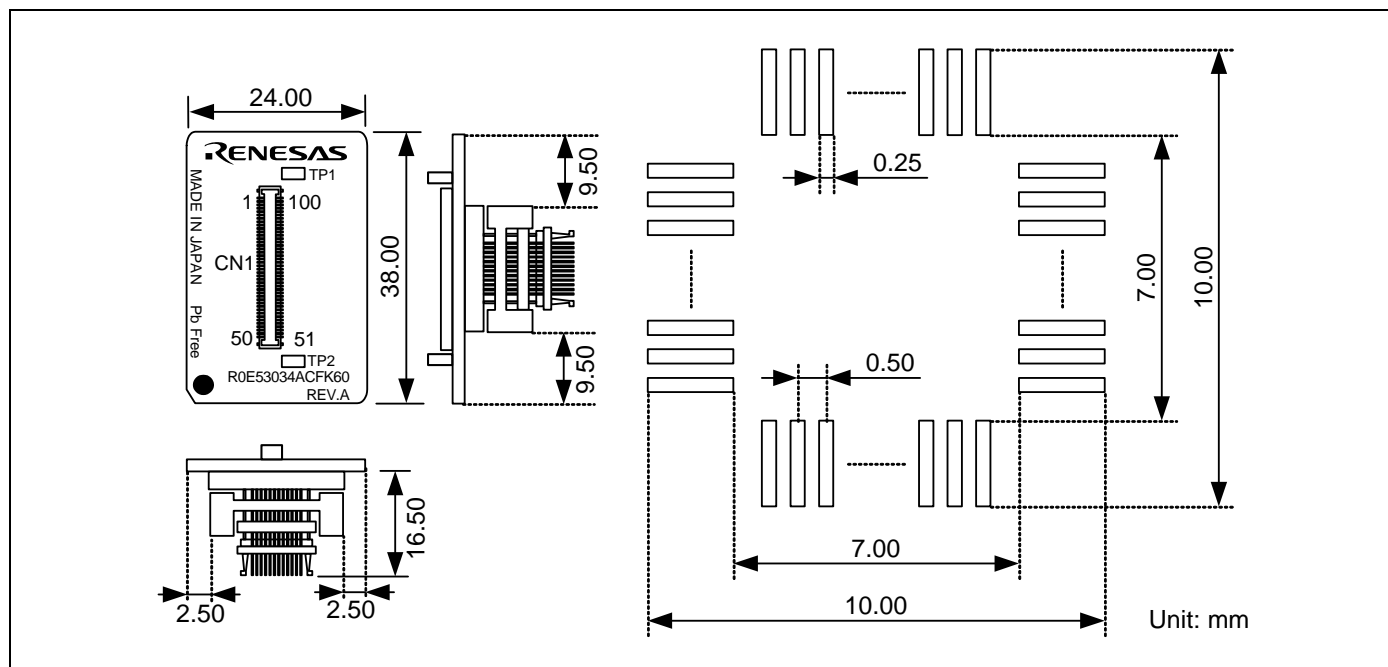 24.00
RENESAS
TP1
1 100
MADE IN JAPAN Pb Free
CN1
50 51
TP2
R0E53034ACFK60
REV.A
38.00
9.50
9.50
16.50
2.50
2.50
0.25
0.50
7.00
10.00
7.00
10.00
Unit: mm